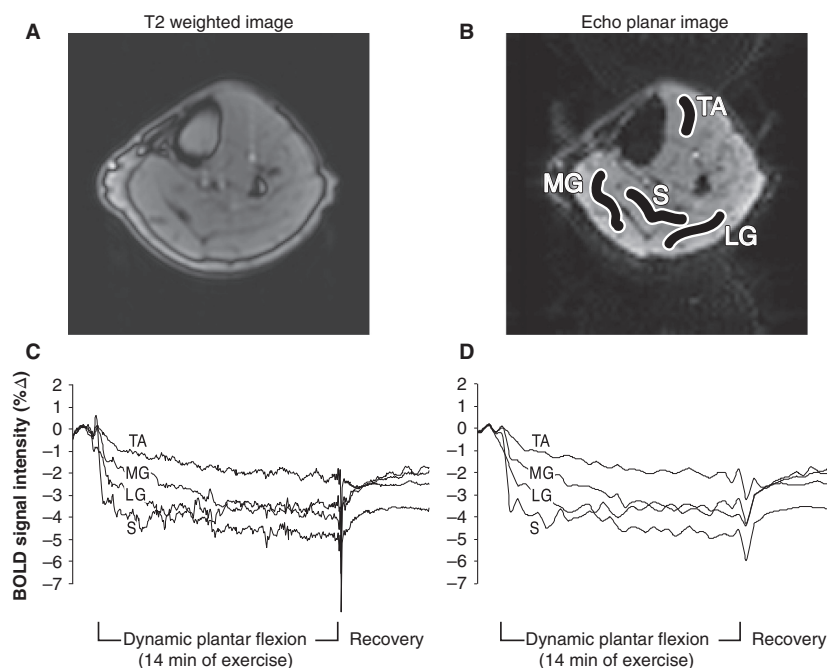 A
T2 weighted image
B
Echo planar image
TA
MG
S
LG
C
BOLD signal intensity (%Δ)
2
1
0
–1
–2
–3
–4
–5
–6
–7
TA
MG
LG
S
Dynamic plantar flexion
(14 min of exercise)
Recovery
D
2
1
0
–1
–2
–3
–4
–5
–6
–7
TA
MG
LG
S
Dynamic plantar flexion
(14 min of exercise)
Recovery